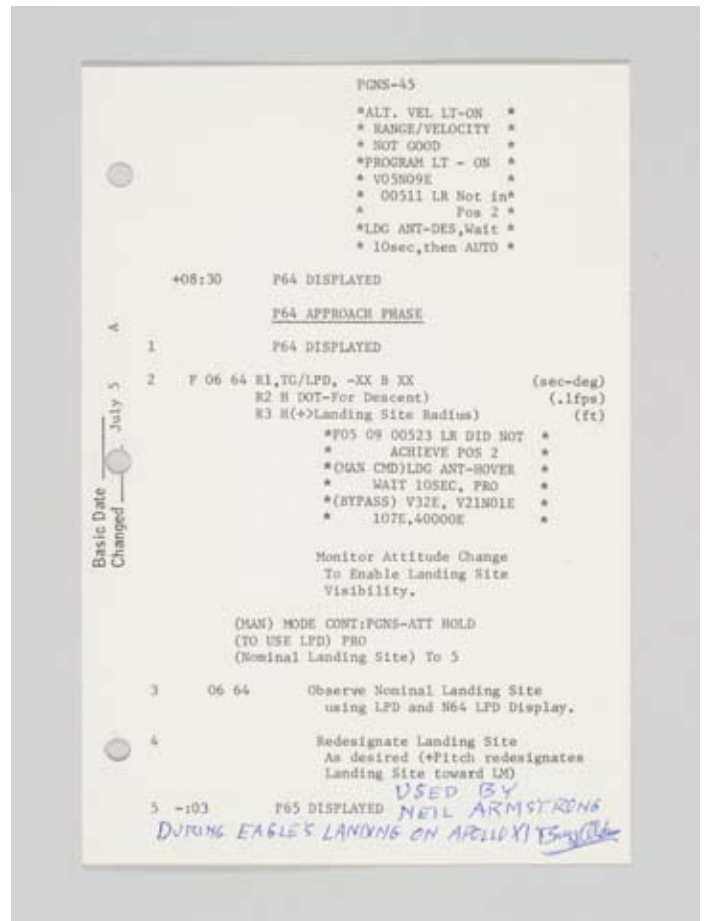 PGNS-45
*ALT. VEL LT-ON *
* RANGE/VELOCITY *
* NOT GOOD *
*PROGRAM LT - ON *
* V05N09E *
* 00511 LR Not in*
* Pos 2 *
*LDG ANT-DES,Wait *
* 10sec,then AUTO *
+08:30 P64 DISPLAYED
P64 APPROACH PHASE
1 P64 DISPLAYED
2 F 06 64 R1,TG/LPD, -XX B XX (sec-deg)
R2 H DOT-For Descent) (.1fps)
R3 H(+>Landing Site Radius) (ft)
*F05 09 00523 LR DID NOT *
* ACHIEVE POS 2 *
*(MAN CMD)LDG ANT-HOVER *
* WAIT 10SEC, PRO *
*(BYPASS) V32E, V21N01E *
* 107E,40000E *
Monitor Attitude Change
To Enable Landing Site
Visibility.
(MAN) MODE CONT:PGNS-ATT HOLD
(TO USE LPD) PRO
(Nominal Landing Site) To 5
3 06 64 Observe Nominal Landing Site
using LPD and N64 LPD Display.
4 Redesignate Landing Site
As desired (+Pitch redesignates
Landing Site toward LM)
5 -:03 P65 DISPLAYED
USED BY
NEIL ARMSTRONG
DURING EAGLE'S LANDING ON APOLLO XI Buzz Aldrin
Basic Date
Changed July 5 A